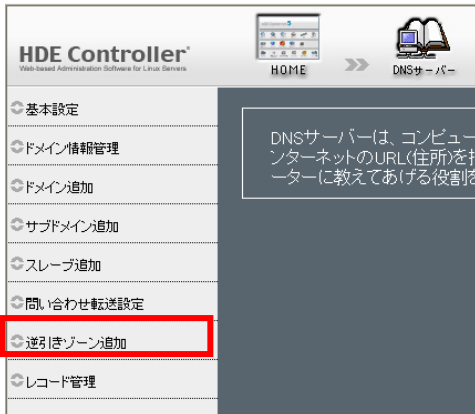 HDE Controller
Web-based Administration Software for Linux Servers
HOME
DNSサーバー
基本設定
ドメイン情報管理
ドメイン追加
サブドメイン追加
スレーブ追加
問い合わせ転送設定
逆引きゾーン追加
レコード管理
DNSサーバーは、コンピュー
ンターネットのURL(住所)を
ーターに教えてあげる役割を